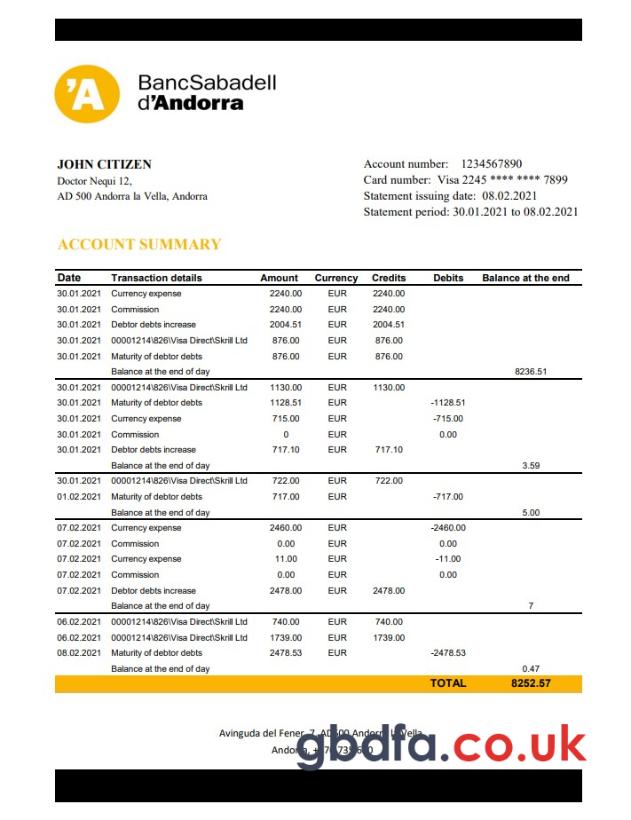 'A BancSabadell
d'Andorra
JOHN CITIZEN
Doctor Nequi 12,
AD 500 Andorra la Vella, Andorra
Account number: 1234567890
Card number: Visa 2245 **** **** 7899
Statement issuing date: 08.02.2021
Statement period: 30.01.2021 to 08.02.2021
ACCOUNT SUMMARY
Date Transaction details Amount Currency Credits Debits Balance at the end
30.01.2021 Currency expense 2240.00 EUR 2240.00
30.01.2021 Commission 2240.00 EUR 2240.00
30.01.2021 Debtor debts increase 2004.51 EUR 2004.51
30.01.2021 00001214\826\Visa Direct\Skrill Ltd 876.00 EUR 876.00
30.01.2021 Maturity of debtor debts 876.00 EUR 876.00
Balance at the end of day 8236.51
30.01.2021 00001214\826\Visa Direct\Skrill Ltd 1130.00 EUR 1130.00
30.01.2021 Maturity of debtor debts 1128.51 EUR -1128.51
30.01.2021 Currency expense 715.00 EUR -715.00
30.01.2021 Commission 0 EUR 0.00
30.01.2021 Debtor debts increase 717.10 EUR 717.10
Balance at the end of day 3.59
30.01.2021 00001214\826\Visa Direct\Skrill Ltd 722.00 EUR 722.00
01.02.2021 Maturity of debtor debts 717.00 EUR -717.00
Balance at the end of day 5.00
07.02.2021 Currency expense 2460.00 EUR -2460.00
07.02.2021 Commission 0.00 EUR 0.00
07.02.2021 Currency expense 11.00 EUR -11.00
07.02.2021 Commission 0.00 EUR 0.00
07.02.2021 Debtor debts increase 2478.00 EUR 2478.00
Balance at the end of day 7
06.02.2021 00001214\826\Visa Direct\Skrill Ltd 740.00 EUR 740.00
06.02.2021 00001214\826\Visa Direct\Skrill Ltd 1739.00 EUR 1739.00
08.02.2021 Maturity of debtor debts 2478.53 EUR -2478.53
Balance at the end of day 0.47
TOTAL 8252.57
Avinguda del Fener, 7, AD500 Andorra la Vella
gbdfa.co.uk